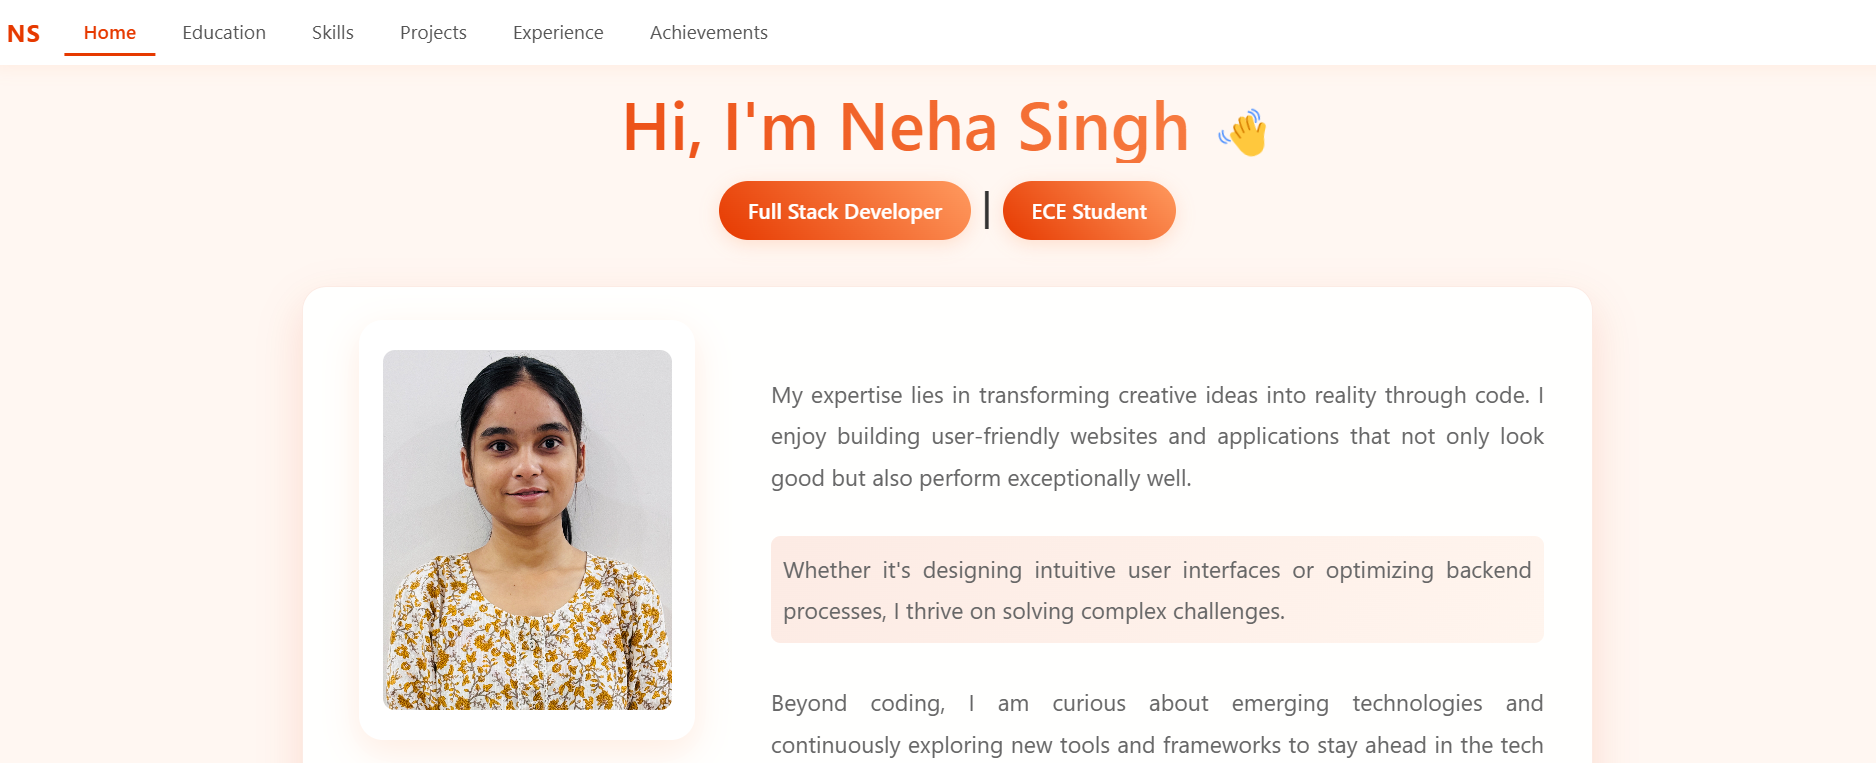 NS Home Education Skills Projects Experience Achievements
Hi, I'm Neha Singh 👋
Full Stack Developer | ECE Student
My expertise lies in transforming creative ideas into reality through code. I
enjoy building user-friendly websites and applications that not only look
good but also perform exceptionally well.
Whether it's designing intuitive user interfaces or optimizing backend
processes, I thrive on solving complex challenges.
Beyond coding, I am curious about emerging technologies and
continuously exploring new tools and frameworks to stay ahead in the tech